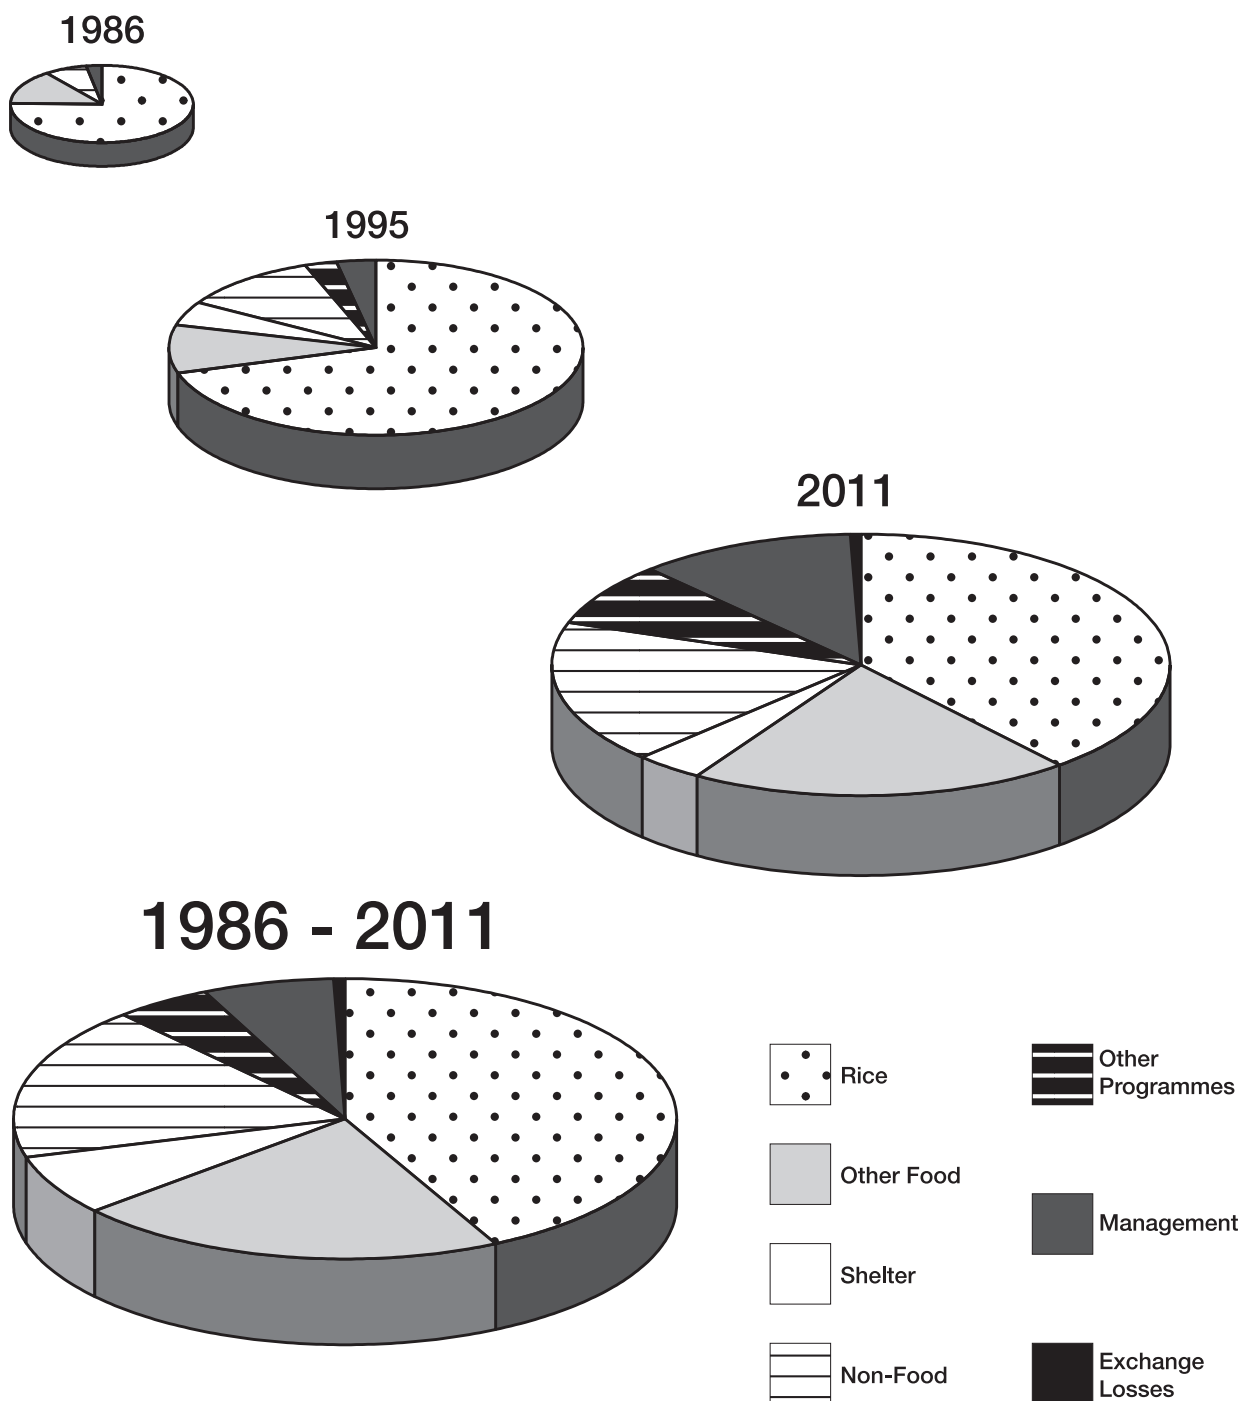 1986
1995
2011
1986 - 2011
Rice
Other Food
Shelter
Non-Food
Other
Programmes
Management
Exchange
Losses